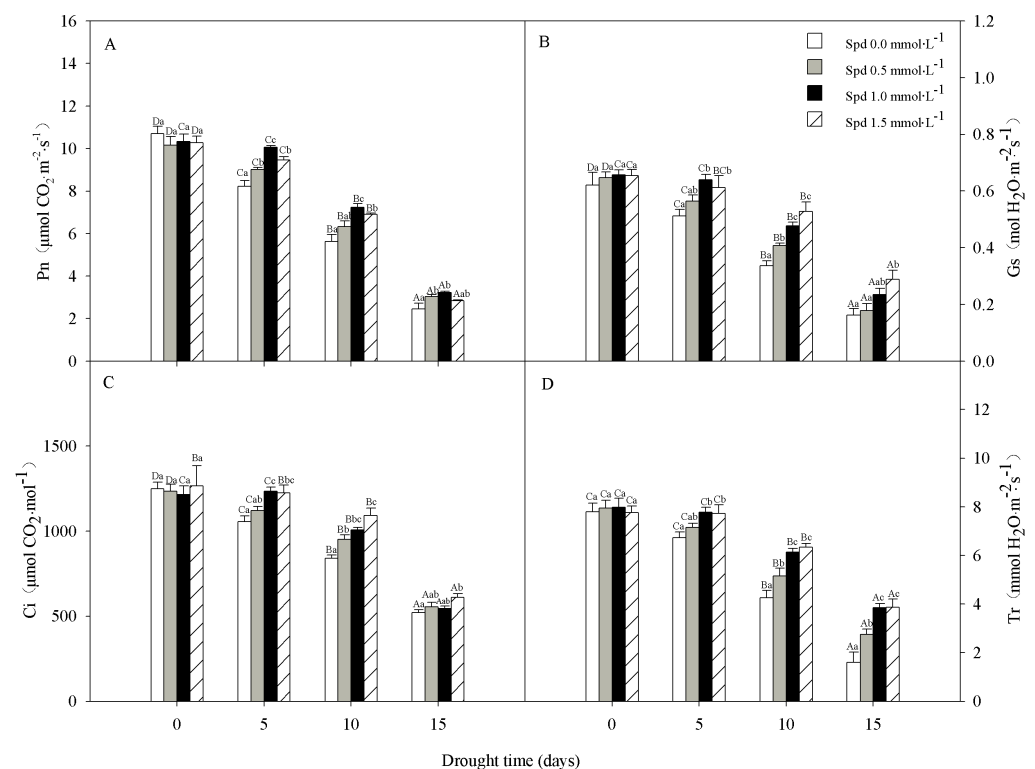 A
Pn（μmol CO2·m-2·s-1）
16
14
12
10
8
6
4
2
0
Da Da Ca Da
Ca Cb Cc Cb
Ba Bab Bc Bb
Aa Ab Ab Aab
B
Spd 0.0 mmol·L-1
Spd 0.5 mmol·L-1
Spd 1.0 mmol·L-1
Spd 1.5 mmol·L-1
Da Da Ca Ca
Ca Cab Cb BCb
Ba Bb Bc Bc
Aa Aa Aab Ab
1.2
1.0
0.8
0.6
0.4
0.2
0.0
Gs（mol H2O·m-2s-1）
C
Ci（μmol CO2·mol-1）
1500
1000
500
0
Da Da Ca Ba
Ca Cab Cc Bbc
Ba Bb Bbc Bc
Aa Aab Aab Ab
0 5 10 15
D
Ca Ca Ca Ca
Ca Cab Cb Cb
Ba Bb Bc Bc
Aa Ab Ac Ac
12
10
8
6
4
2
0
Tr（mmol H2O·m-2s-1）
0 5 10 15
Drought time (days)